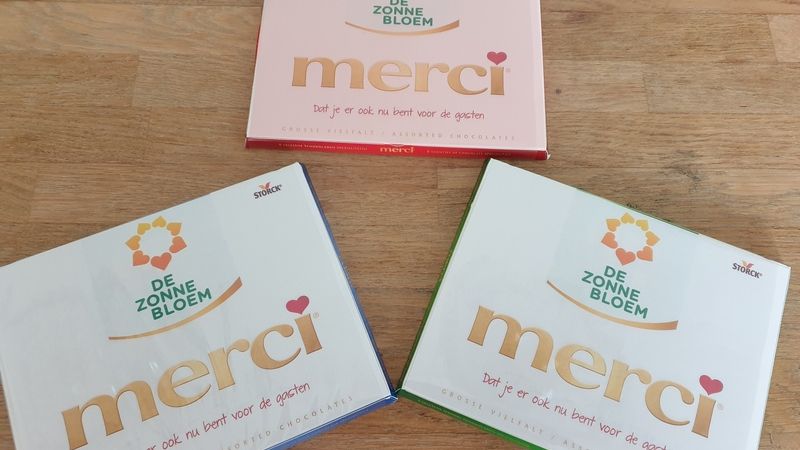 DE
ZONNE
BLOEM
merci
Dat je er ook nu bent voor de gasten
GROSSE VIELFALT / ASSORTED CHOCOLATES
merci
STORCK
DE
ZONNE
BLOEM
merci
er ook nu bent voor de gasten
ASSORTED CHOCOLATES
STORCK
DE
ZONNE
BLOEM
merci
Dat je er ook nu bent voor de gasten
GROSSE VIELFALT /